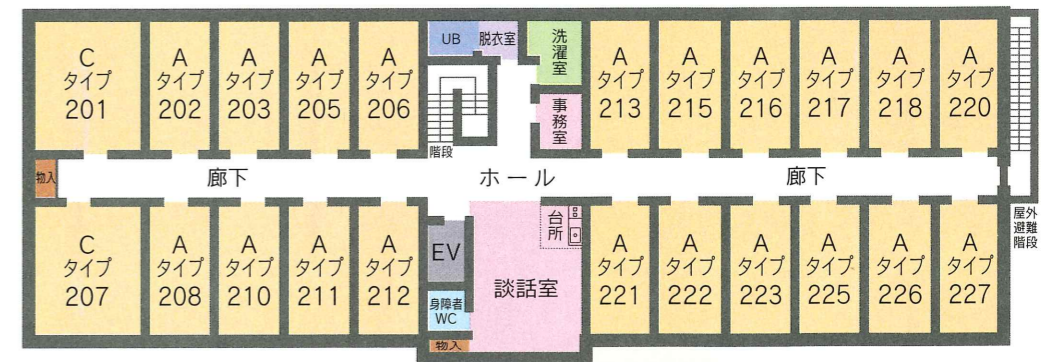 C
タイプ
201
A
タイプ
202
A
タイプ
203
A
タイプ
205
A
タイプ
206
UB
脱衣室
洗濯室
事務室
階段
A
タイプ
213
A
タイプ
215
A
タイプ
216
A
タイプ
217
A
タイプ
218
A
タイプ
220
物入
廊下
ホール
廊下
屋外
避難
階段
C
タイプ
207
A
タイプ
208
A
タイプ
210
A
タイプ
211
A
タイプ
212
EV
身障者
WC
物入
台所
談話室
A
タイプ
221
A
タイプ
222
A
タイプ
223
A
タイプ
225
A
タイプ
226
A
タイプ
227